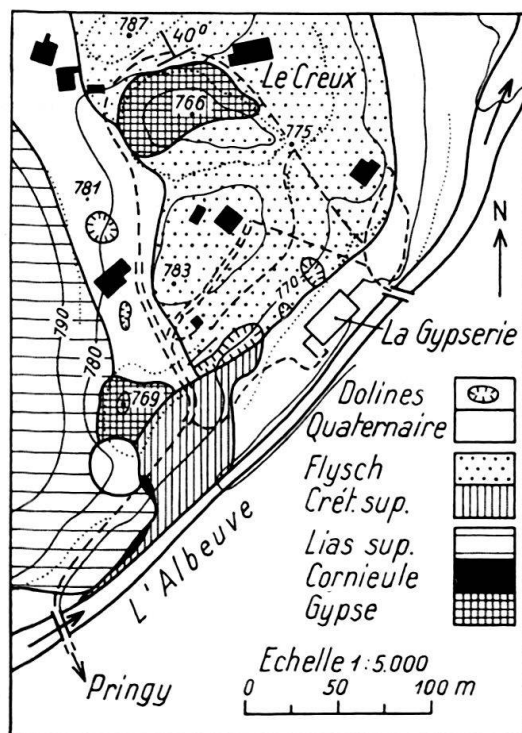 787
40°
Le Creux
766
775
781
N
783
770
La Gypserie
790
780
769
Dolines
Quaternaire
Flysch
Crét. sup.
Lias sup.
Cornieule
Gypse
L'Albeuve
Pringy
Echelle 1:5.000
0 50 100 m